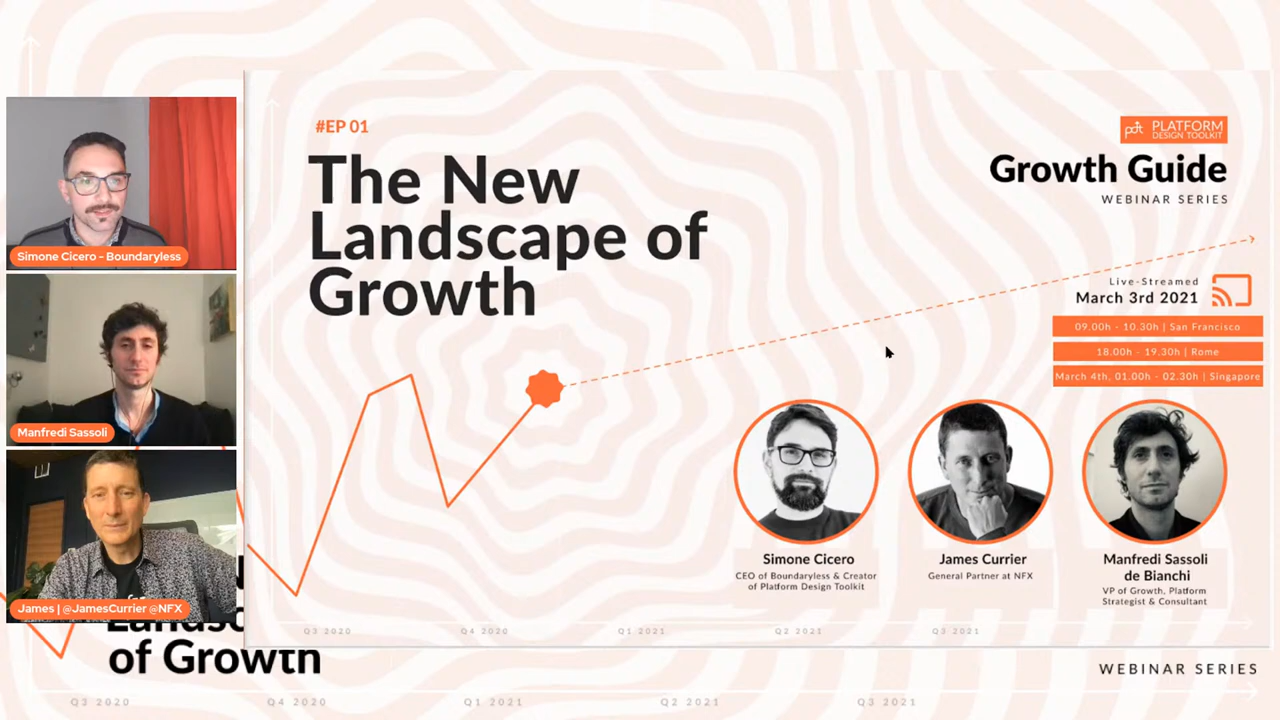 #EP 01
The New
Landscape of
Growth
pdt PLATFORM
DESIGN TOOLKIT
Growth Guide
WEBINAR SERIES
Live-Streamed
March 3rd 2021
09.00h - 10.30h | San Francisco
18.00h - 19.30h | Rome
March 4th, 01.00h - 02.30h | Singapore
Simone Cicero - Boundaryless
Manfredi Sassoli
James | @JamesCurrier @NFX
Simone Cicero
CEO of Boundaryless & Creator
of Platform Design Toolkit
James Currier
General Partner at NFX
Manfredi Sassoli
de Bianchi
VP of Growth, Platform
Strategist & Consultant
Q3 2020 Q4 2020 Q1 2021 Q2 2021 Q3 2021
of Growth
WEBINAR SERIES
Q3 2020 Q4 2020 Q1 2021 Q2 2021 Q3 2021